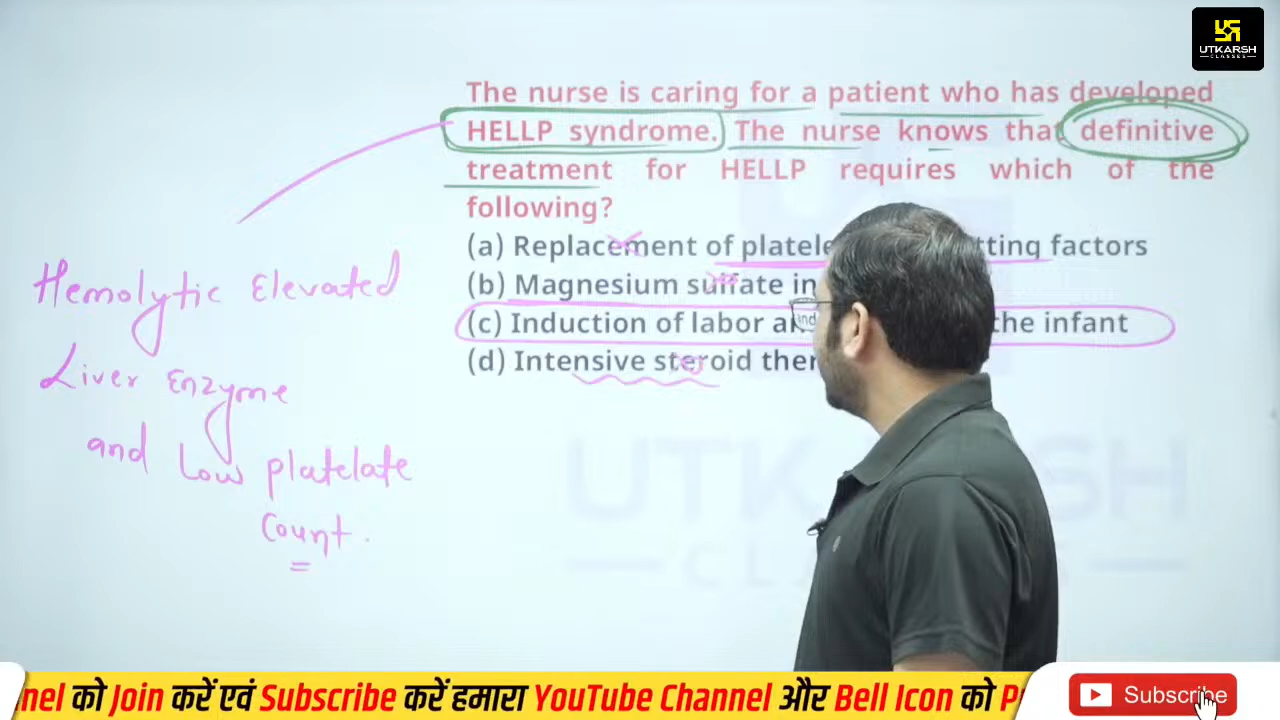 UTKARSH
CLASSES
The nurse is caring for a patient who has developed
HELLP syndrome. The nurse knows that definitive
treatment for HELLP requires which of the
following?
(a) Replacement of platele tting factors
(b) Magnesium sulfate in
(c) Induction of labor an the infant
(d) Intensive steroid ther
Hemolytic Elevated
Liver Enzyme
and Low platelate
Count.
nel को Join करें एवं Subscribe करें हमारा YouTube Channel और Bell Icon को P
Subscribe